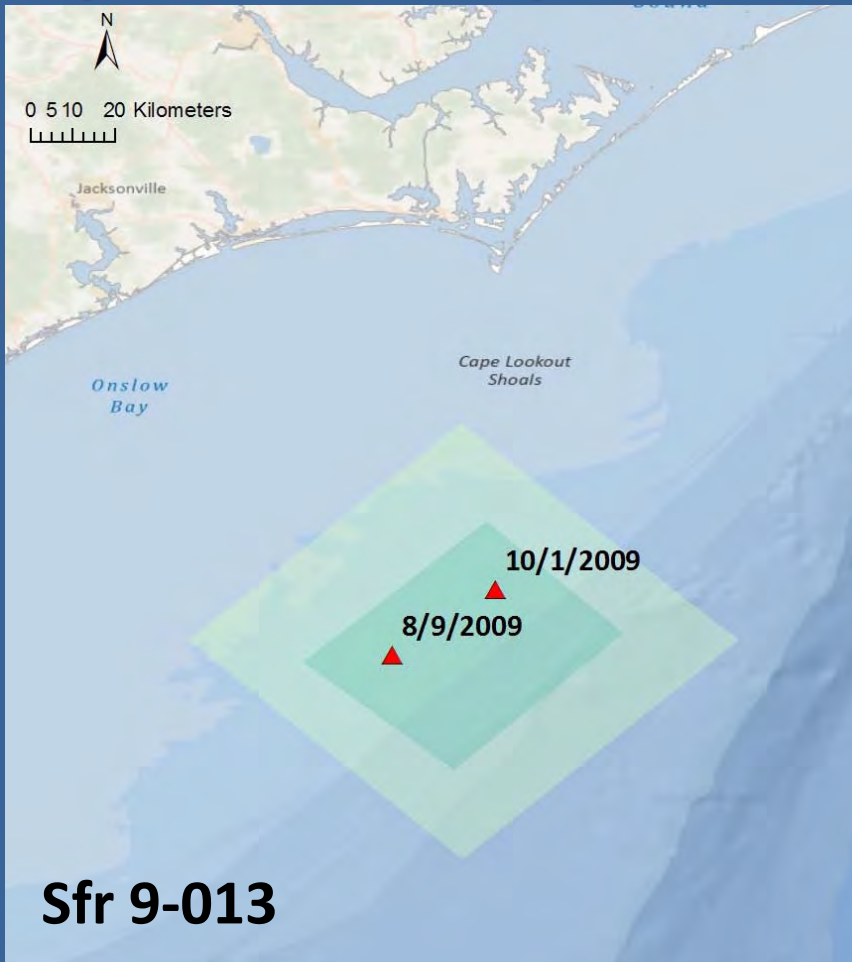 Sound
N
0 5 10 20 Kilometers
Jacksonville
Cape Lookout
Shoals
Onslow
Bay
10/1/2009
8/9/2009
Sfr 9-013